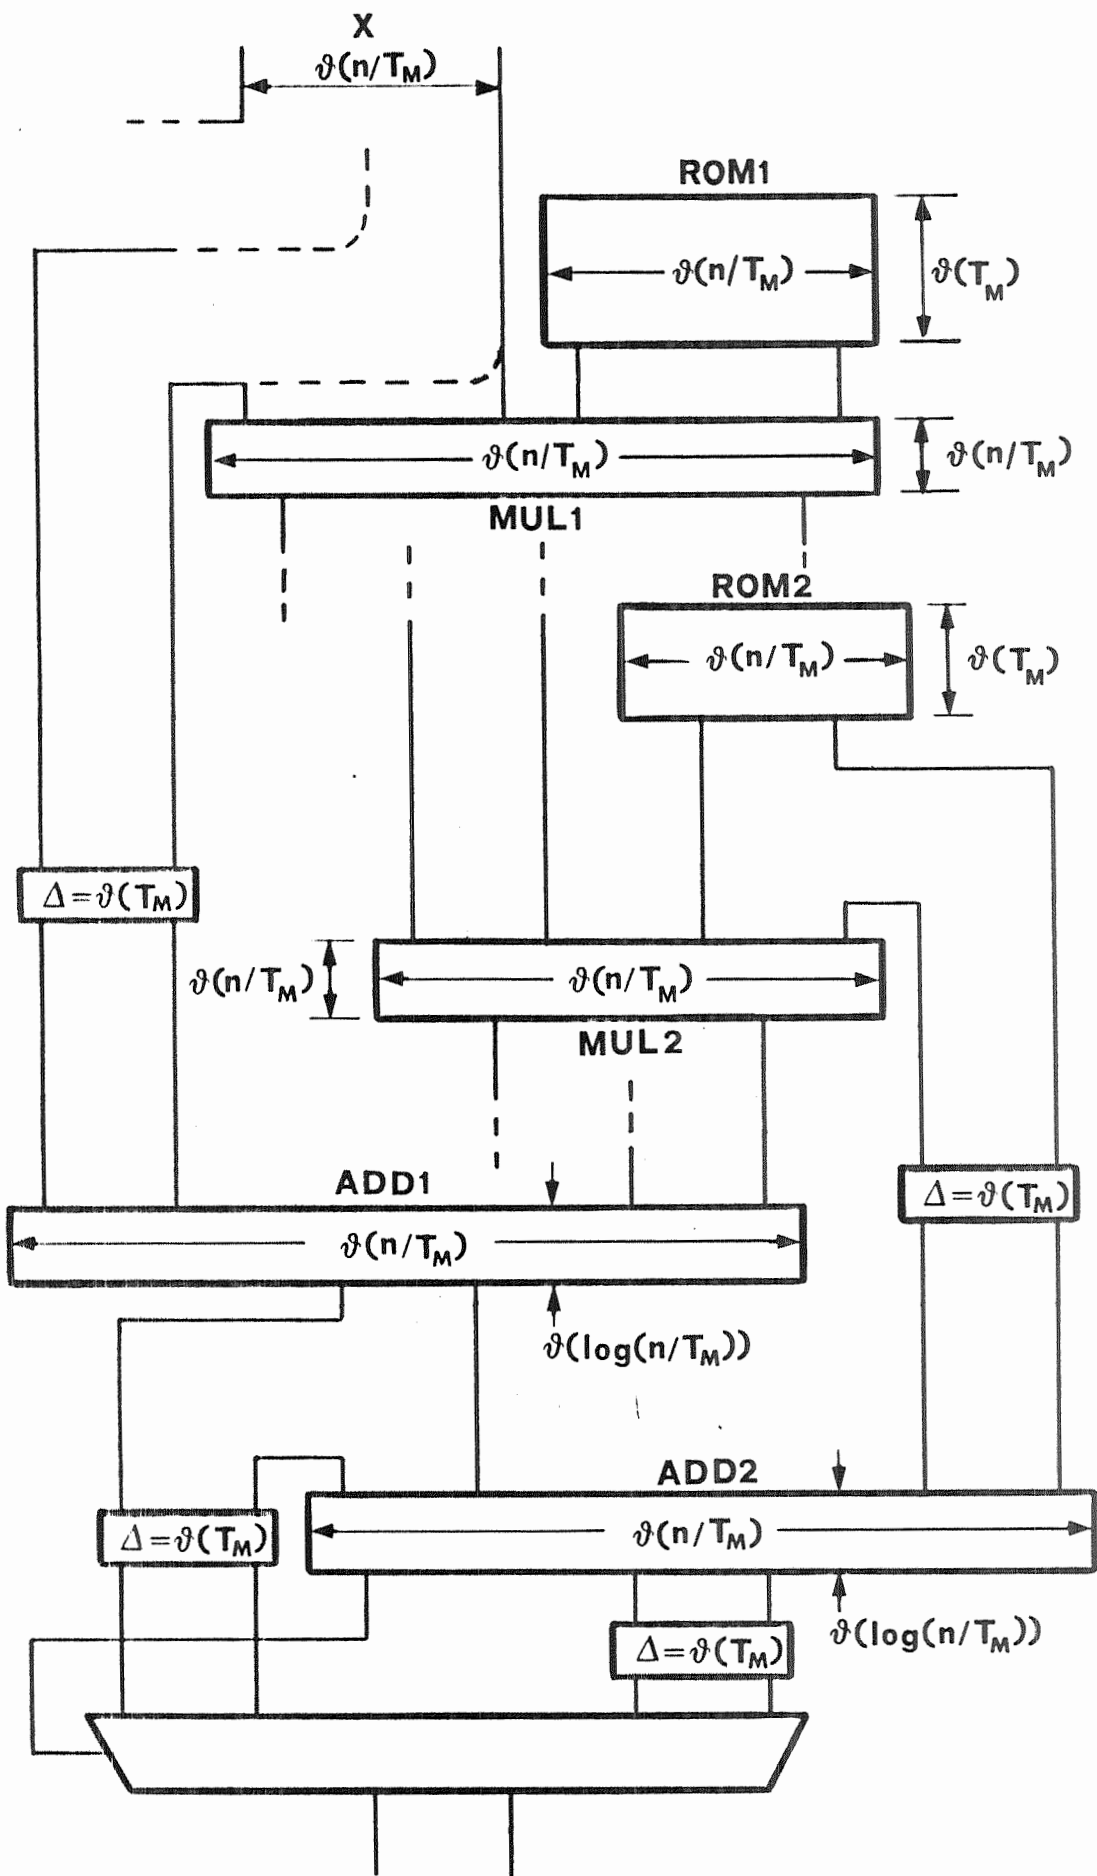 X
ϑ(n/T_M)
ROM1
ϑ(n/T_M)
ϑ(T_M)
ϑ(n/T_M)
ϑ(n/T_M)
MUL1
ROM2
ϑ(n/T_M)
ϑ(T_M)
Δ=ϑ(T_M)
ϑ(n/T_M)
ϑ(n/T_M)
MUL2
ADD1
Δ=ϑ(T_M)
ϑ(n/T_M)
ϑ(log(n/T_M))
ADD2
Δ=ϑ(T_M)
ϑ(n/T_M)
ϑ(log(n/T_M))
Δ=ϑ(T_M)